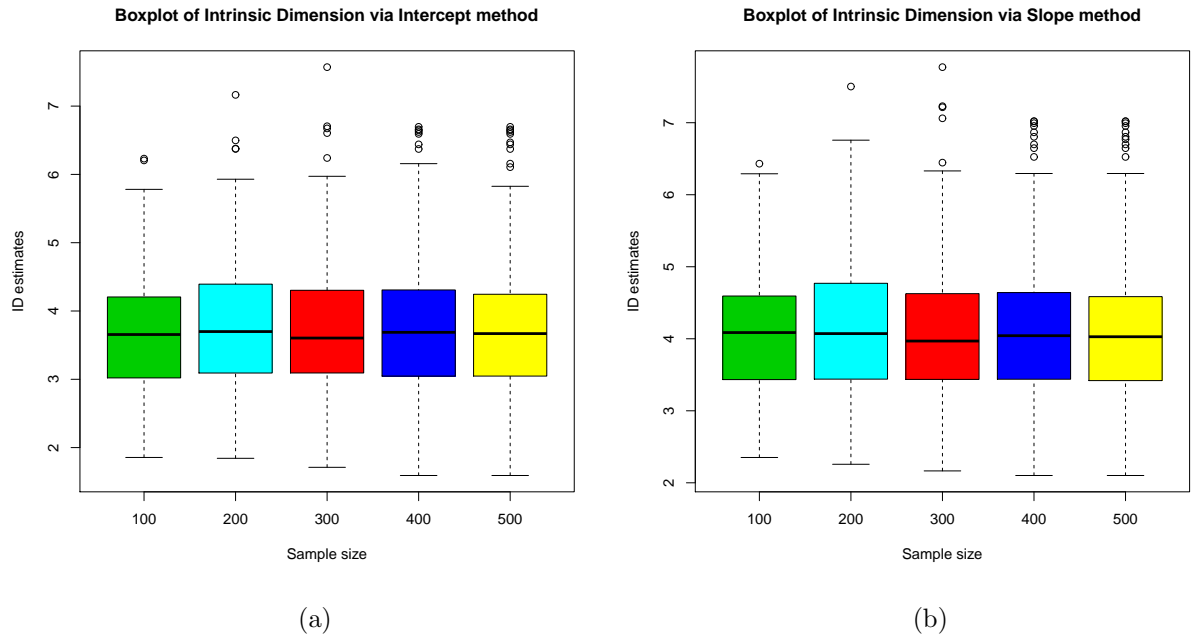 Boxplot of Intrinsic Dimension via Intercept method
7
6
5
4
3
2
ID estimates
100 200 300 400 500
Sample size
(a)
Boxplot of Intrinsic Dimension via Slope method
7
6
5
4
3
2
ID estimates
100 200 300 400 500
Sample size
(b)